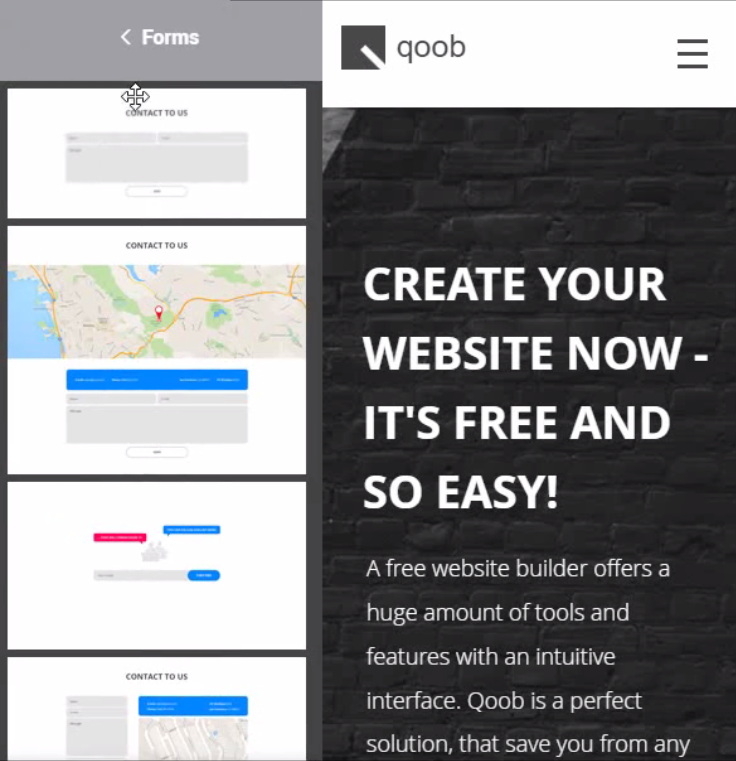 Forms
CONTACT TO US
CONTACT TO US
CONTACT TO US
qoob
CREATE YOUR
WEBSITE NOW -
IT'S FREE AND
SO EASY!
A free website builder offers a
huge amount of tools and
features with an intuitive
interface. Qoob is a perfect
solution, that save you from any